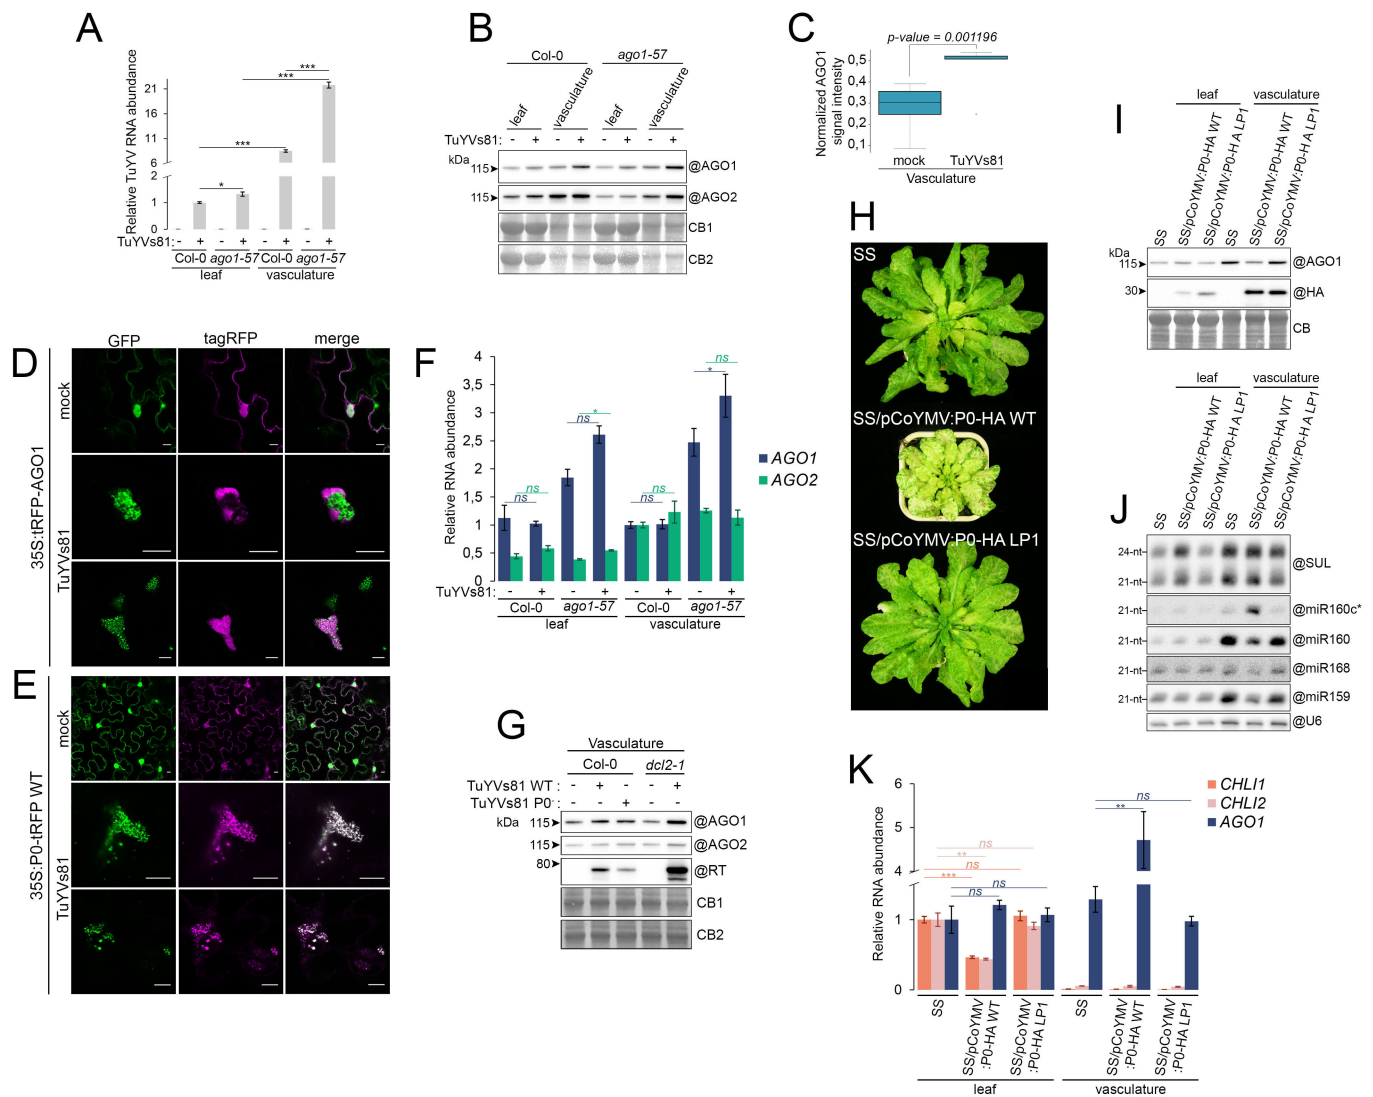 A
Relative TuYV RNA abundance
21
16
11
6
2
1
0
***
***
***
*
TuYVs81: - + - + - + - +
Col-0 ago1-57 Col-0 ago1-57
leaf vasculature
B
Col-0 ago1-57
leaf vasculature leaf vasculature
TuYVs81: - + - + - + - +
kDa
115 @AGO1
115 @AGO2
CB1
CB2
C
p-value = 0.001196
Normalized AGO1
signal intensity
0,5
0,4
0,3
0,2
0,1
mock TuYVs81
Vasculature
D
GFP tagRFP merge
35S:tRFP-AGO1
mock
TuYVs81
E
35S:P0-tRFP WT
mock
TuYVs81
F
Relative RNA abundance
4
3,5
3
2,5
2
1,5
1
0,5
0
ns
ns
ns
*
ns
ns
*
ns
AGO1
AGO2
TuYVs81: - + - + - + - +
Col-0 ago1-57 Col-0 ago1-57
leaf vasculature
G
Vasculature
Col-0 dcl2-1
TuYVs81 WT : - + - - +
TuYVs81 P0-: - - + - -
kDa
115 @AGO1
115 @AGO2
80 @RT
CB1
CB2
H
SS
SS/pCoYMV:P0-HA WT
SS/pCoYMV:P0-HA LP1
I
leaf vasculature
SS
SS/pCoYMV:P0-HA WT
SS/pCoYMV:P0-H A LP1
SS
SS/pCoYMV:P0-HA WT
SS/pCoYMV:P0-H A LP1
kDa
115 @AGO1
30 @HA
CB
J
leaf vasculature
SS
SS/pCoYMV:P0-HA WT
SS/pCoYMV:P0-H A LP1
SS
SS/pCoYMV:P0-HA WT
SS/pCoYMV:P0-H A LP1
24-nt
21-nt
@SUL
21-nt @miR160c*
21-nt @miR160
21-nt @miR168
21-nt @miR159
@U6
K
Relative RNA abundance
6
5
4
1
0
ns
**
ns
***
ns
ns
ns
**
CHLI1
CHLI2
AGO1
SS
SS/pCoYMV
:P0-HA WT
SS/pCoYMV
:P0-HA LP1
SS
SS/pCoYMV
:P0-HA WT
SS/pCoYMV
:P0-HA LP1
leaf vasculature